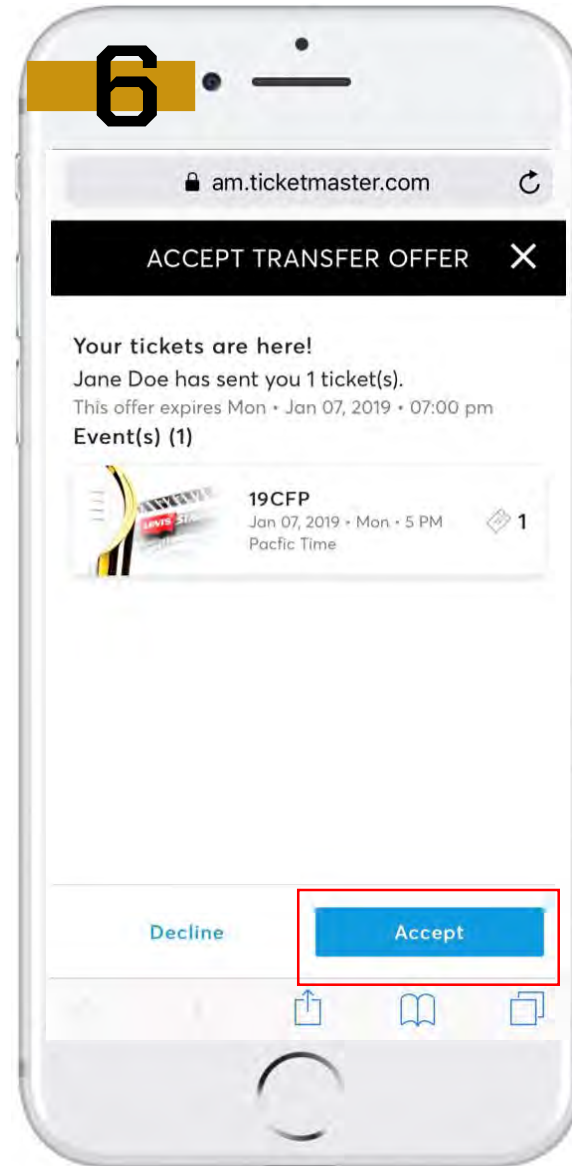 6
am.ticketmaster.com
ACCEPT TRANSFER OFFER
Your tickets are here!
Jane Doe has sent you 1 ticket(s).
This offer expires Mon • Jan 07, 2019 • 07:00 pm
Event(s) (1)
LEVI'S
19CFP
Jan 07, 2019 • Mon • 5 PM
1
Pacfic Time
Decline
Accept